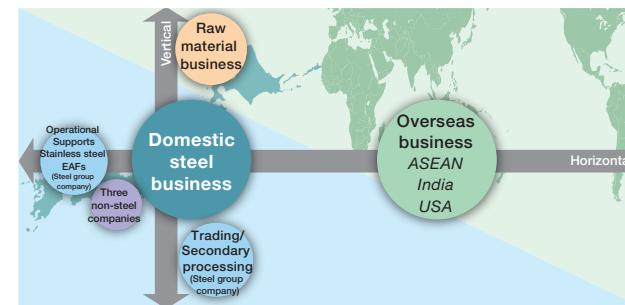 Vertical
Raw
material
business
Operational
Supports
Stainless steel
EAFs
(Steel group
company)
Three
non-steel
companies
Domestic
steel
business
Overseas
business
ASEAN
India
USA
Trading/
Secondary
processing
(Steel group
company)